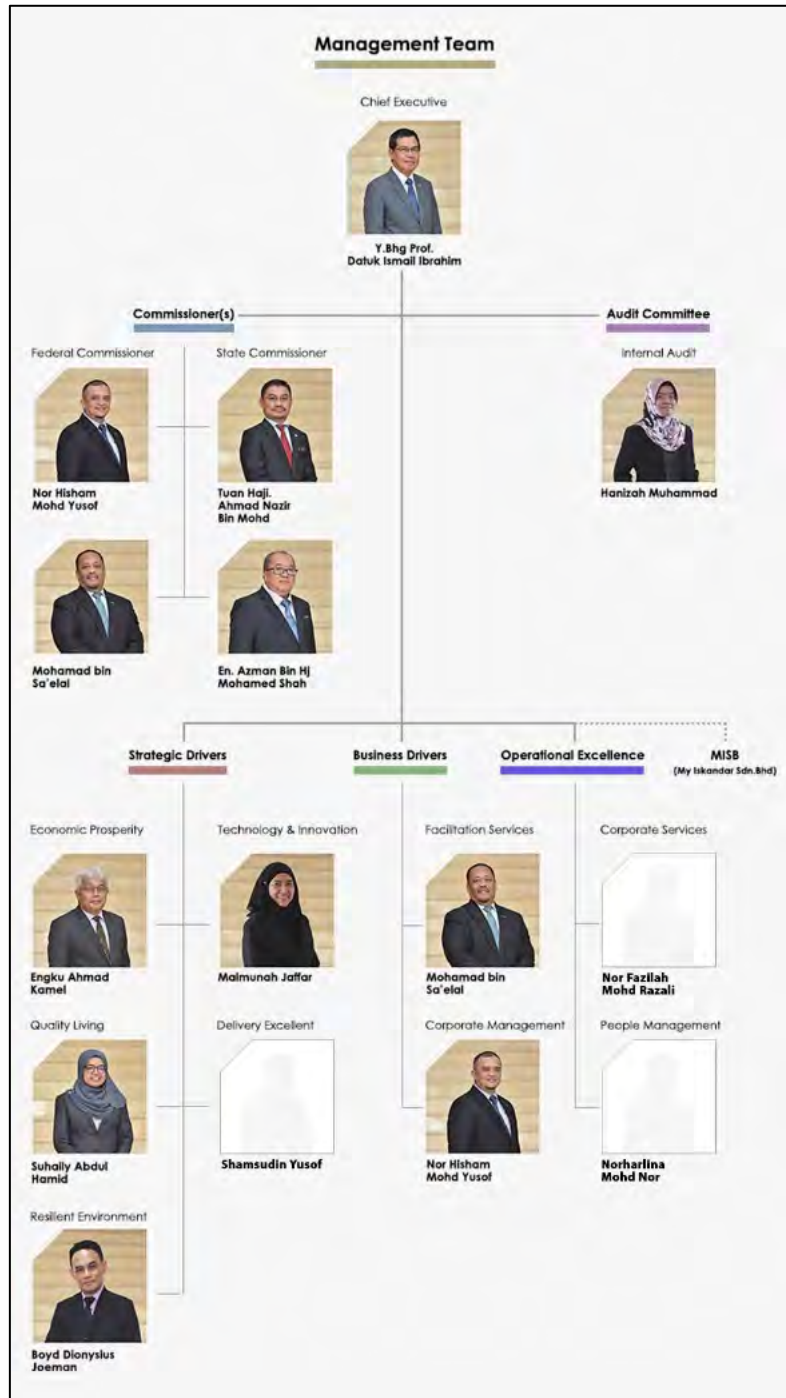 Management Team
Chief Executive
Y.Bhg Prof.
Datuk Ismail Ibrahim
Commissioner(s)
Audit Committee
Federal Commissioner
State Commissioner
Internal Audit
Nor Hisham
Mohd Yusof
Tuan Haji.
Ahmad Nazir
Bin Mohd
Hanizah Muhammad
Mohamad bin
Sa'elal
En. Azman Bin Hj
Mohamed Shah
Strategic Drivers
Business Drivers
Operational Excellence
MISB
(My Iskandar Sdn.Bhd)
Economic Prosperity
Technology & Innovation
Facilitation Services
Corporate Services
Engku Ahmad
Kamel
Maimunah Jaffar
Mohamad bin
Sa'elal
Nor Fazilah
Mohd Razali
Quality Living
Delivery Excellent
Corporate Management
People Management
Suhaily Abdul
Hamid
Shamsudin Yusof
Nor Hisham
Mohd Yusof
Norharlina
Mohd Nor
Resilient Environment
Boyd Dionysius
Joeman